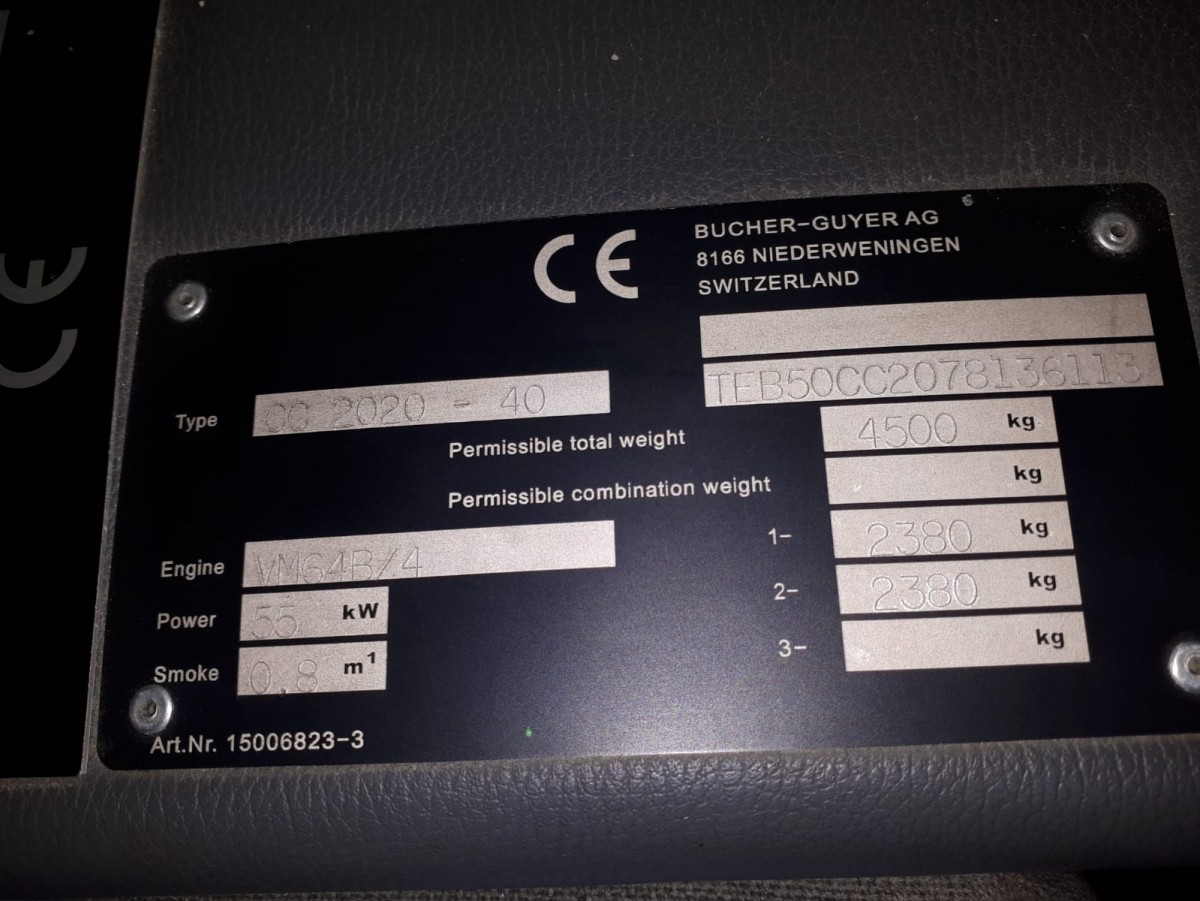 CE
BUCHER-GUYER AG
8166 NIEDERWENINGEN
SWITZERLAND
TEB50CC2078136113
Type CC 2020 - 40
Permissible total weight 4500 kg
Permissible combination weight kg
Engine VM64B/4
1- 2380 kg
Power 55 kW
2- 2380 kg
Smoke 0,8 m¹
3- kg
Art.Nr. 15006823-3
CE